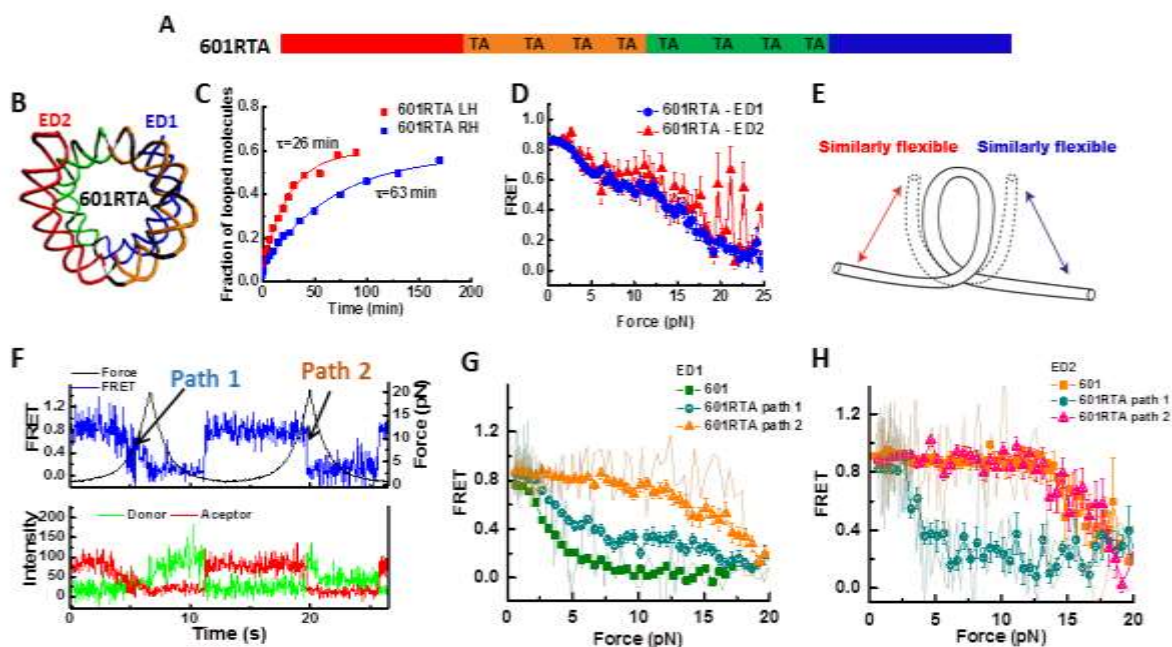 A
601RTA
TA TA TA TA TA TA TA TA
B
ED2
ED1
601RTA
C
Fraction of looped molecules
0.8
0.6
0.4
0.2
0.0
601RTA LH
601RTA RH
τ=26 min
τ=63 min
0 50 100 150 200
Time (min)
D
FRET
1.0
0.8
0.6
0.4
0.2
0.0
601RTA - ED1
601RTA - ED2
0 5 10 15 20 25
Force (pN)
E
Similarly flexible
Similarly flexible
F
Force
FRET
Path 1
Path 2
FRET
1.2
0.8
0.4
0.0
20
15
10
5
0
Force (pN)
Donor
Aceptor
Intensity
200
150
100
50
0
0 10 20
Time (s)
G
ED1
601
601RTA path 1
601RTA path 2
FRET
1.2
0.8
0.4
0.0
0 5 10 15 20
Force (pN)
H
ED2
601
601RTA path 1
601RTA path 2
FRET
1.2
0.8
0.4
0.0
0 5 10 15 20
Force (pN)